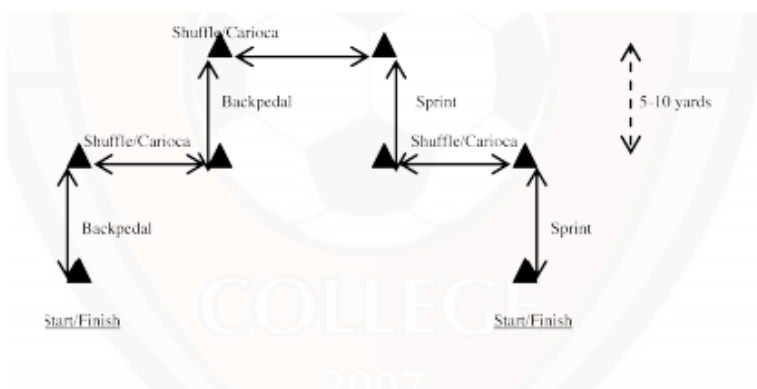 Shuffle/Carioca
Backpedal
Sprint
5-10 yards
Shuffle/Carioca
Shuffle/Carioca
Backpedal
Sprint
Start/Finish
Start/Finish
COLLEGE
2007